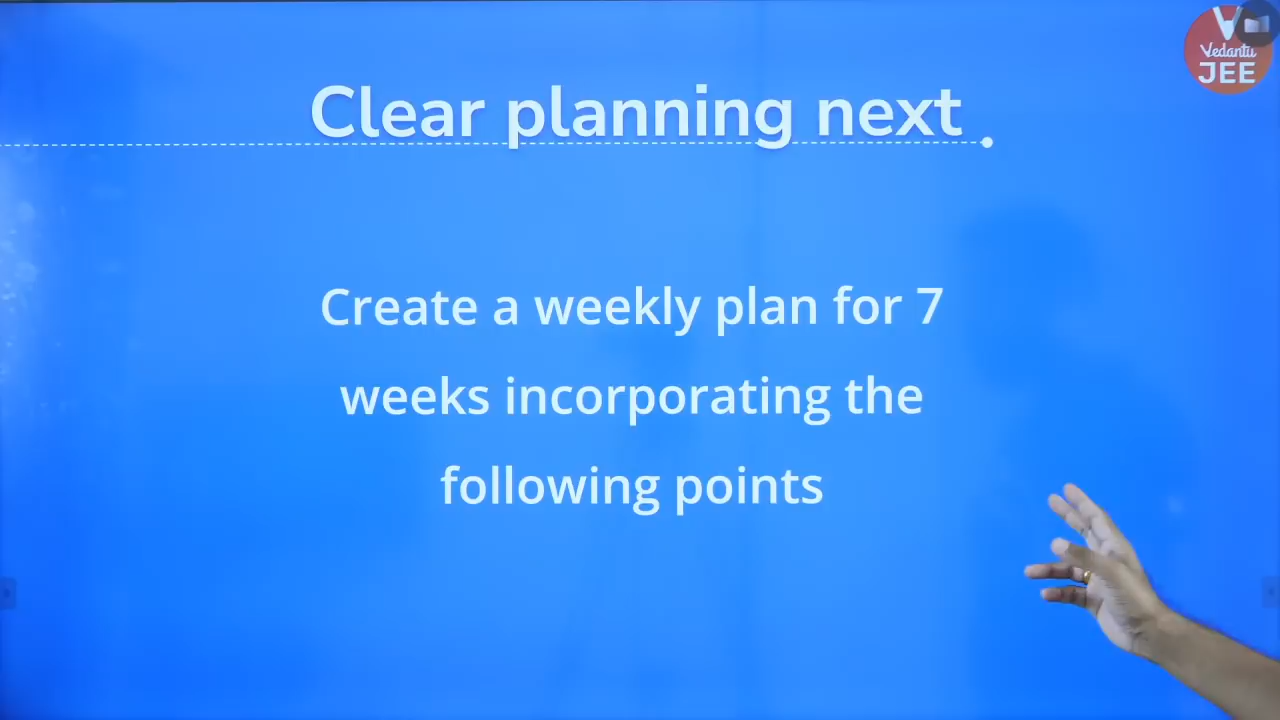 Vedantu
JEE
Clear planning next
Create a weekly plan for 7
weeks incorporating the
following points